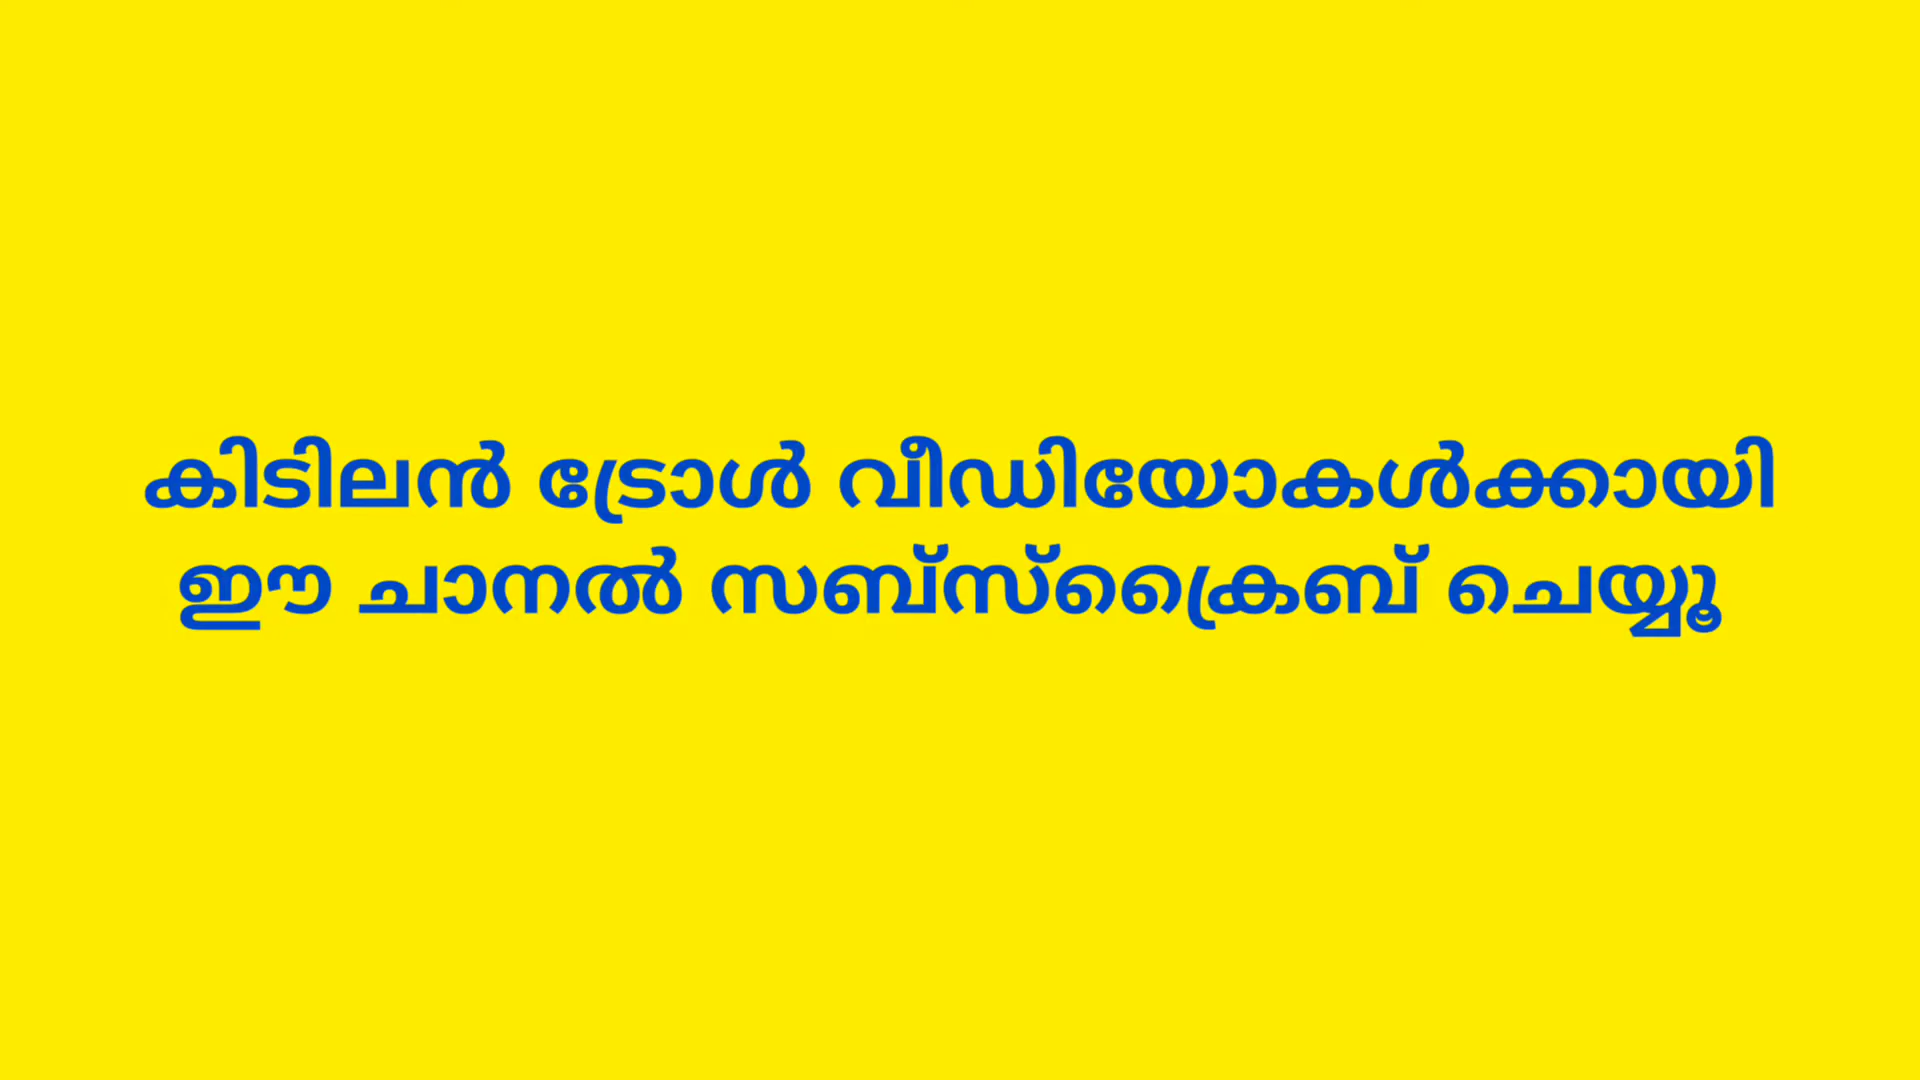 കിടിലൻ ട്രോൾ വീഡിയോകൾക്കായി
ഈ ചാനൽ സബ്സ്ക്രൈബ് ചെയ്യൂ